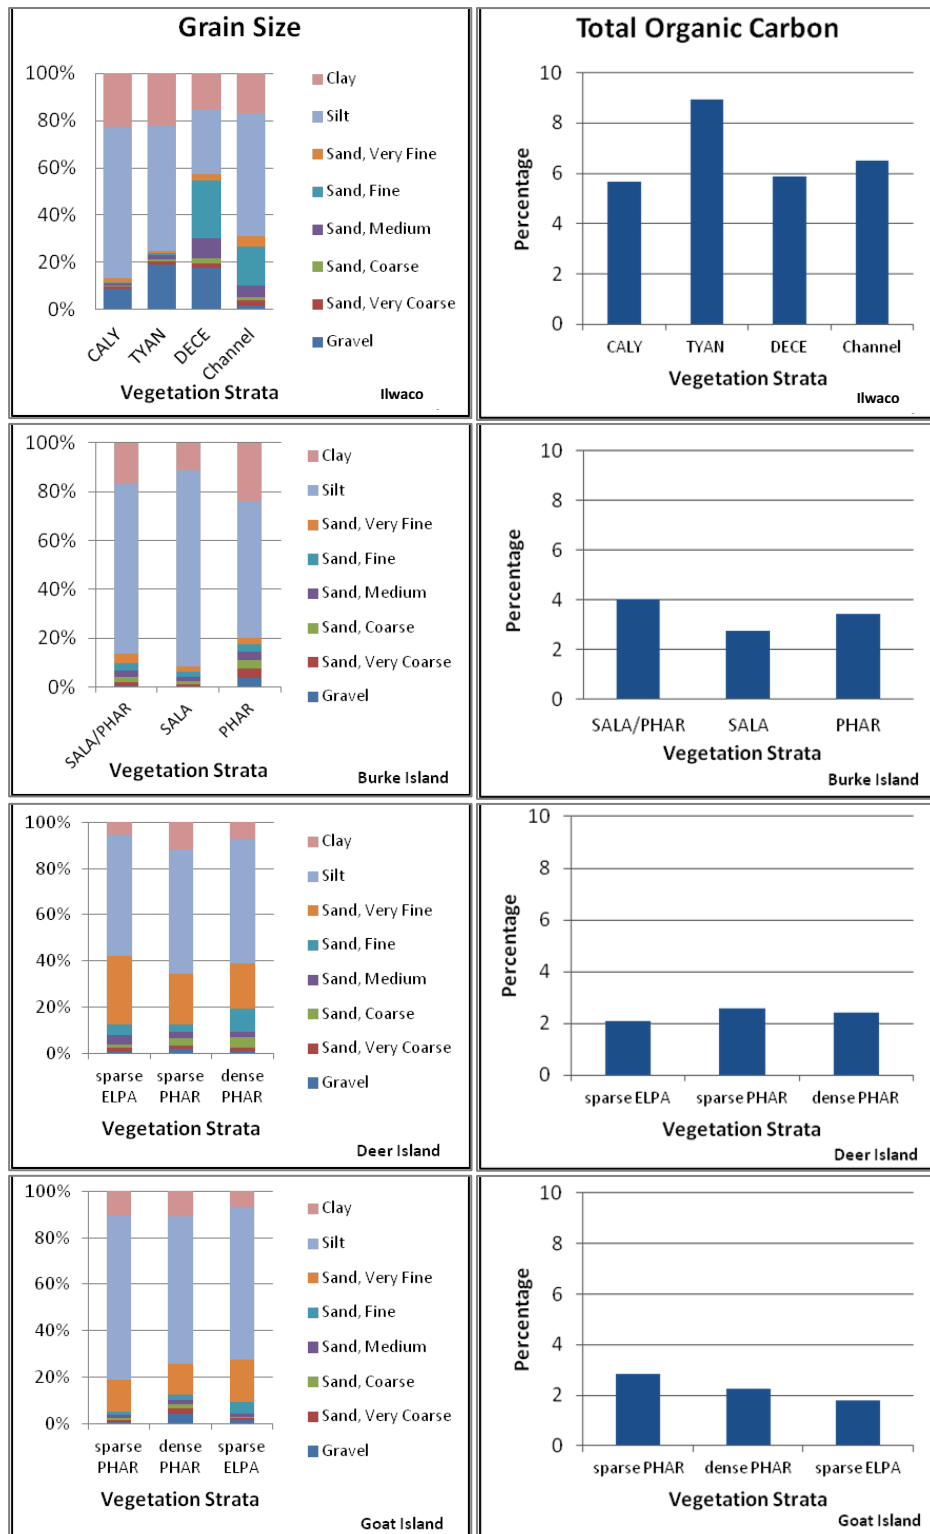 Grain Size
100%
80%
60%
40%
20%
0%
CALY
TYAN
DECE
Channel
Vegetation Strata
Clay
Silt
Sand, Very Fine
Sand, Fine
Sand, Medium
Sand, Coarse
Sand, Very Coarse
Gravel
Ilwaco
Total Organic Carbon
Percentage
10
8
6
4
2
0
CALY TYAN DECE Channel
Vegetation Strata
Ilwaco
100%
80%
60%
40%
20%
0%
SALA/PHAR
SALA
PHAR
Vegetation Strata
Clay
Silt
Sand, Very Fine
Sand, Fine
Sand, Medium
Sand, Coarse
Sand, Very Coarse
Gravel
Burke Island
Percentage
10
8
6
4
2
0
SALA/PHAR SALA PHAR
Vegetation Strata
Burke Island
100%
80%
60%
40%
20%
0%
sparse sparse dense
ELPA PHAR PHAR
Vegetation Strata
Clay
Silt
Sand, Very Fine
Sand, Fine
Sand, Medium
Sand, Coarse
Sand, Very Coarse
Gravel
Deer Island
Percentage
10
8
6
4
2
0
sparse ELPA sparse PHAR dense PHAR
Vegetation Strata
Deer Island
100%
80%
60%
40%
20%
0%
sparse dense sparse
PHAR PHAR ELPA
Vegetation Strata
Clay
Silt
Sand, Very Fine
Sand, Fine
Sand, Medium
Sand, Coarse
Sand, Very Coarse
Gravel
Goat Island
Percentage
10
8
6
4
2
0
sparse PHAR dense PHAR sparse ELPA
Vegetation Strata
Goat Island